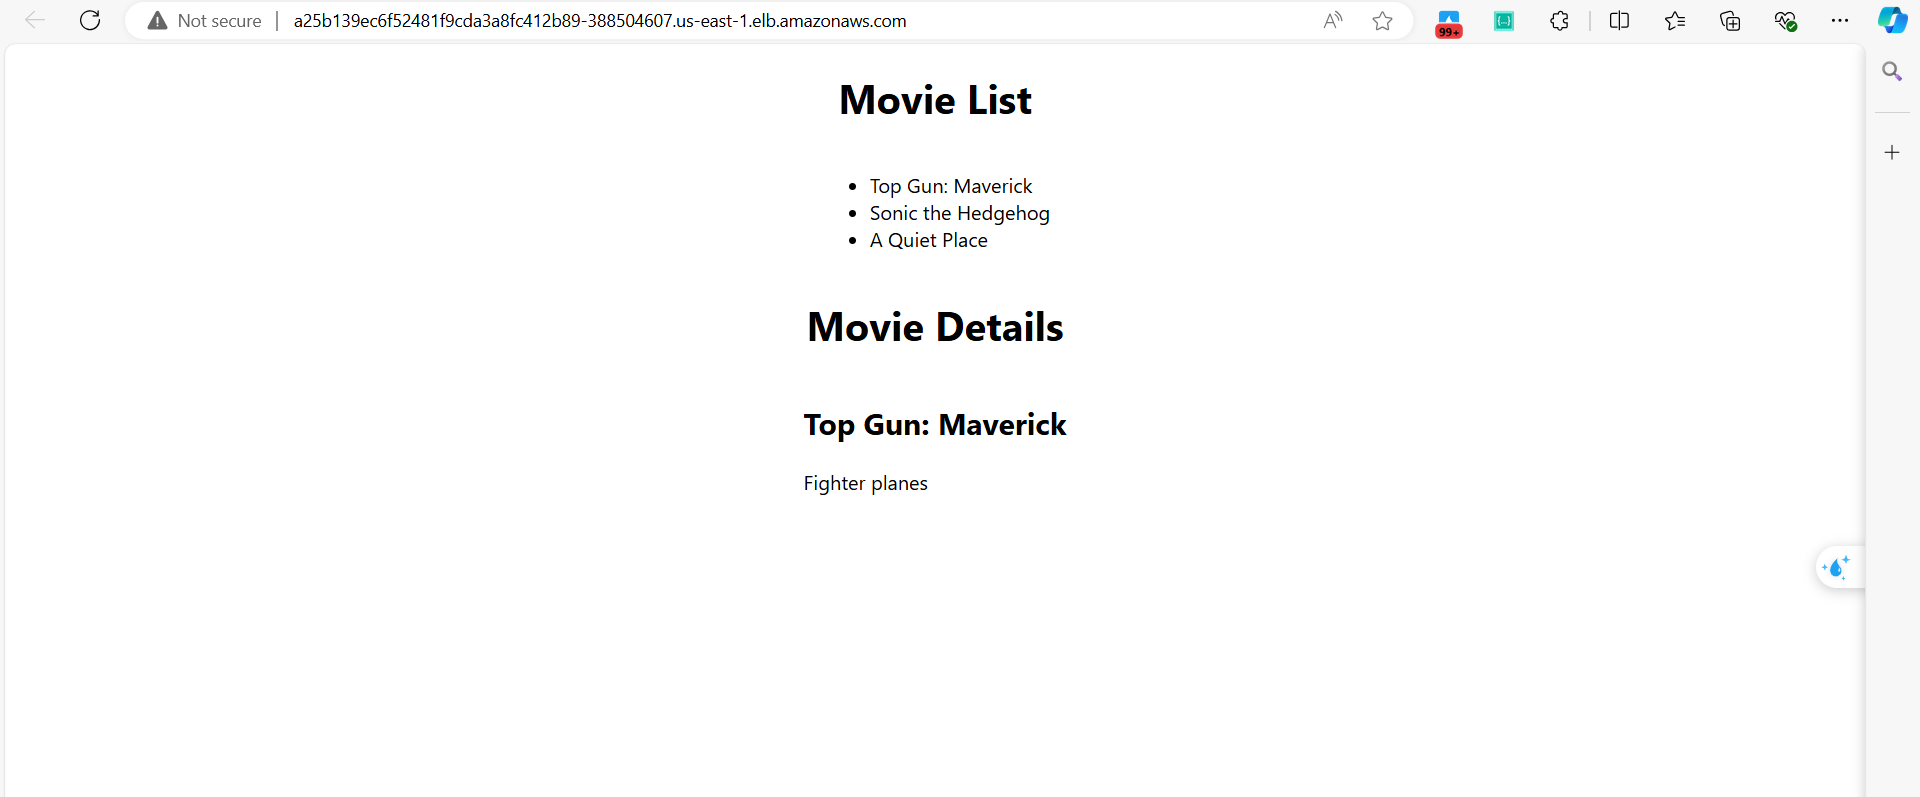 Not secure | a25b139ec6f52481f9cda3a8fc412b89-388504607.us-east-1.elb.amazonaws.com
99+
Movie List
Top Gun: Maverick
Sonic the Hedgehog
A Quiet Place
Movie Details
Top Gun: Maverick
Fighter planes